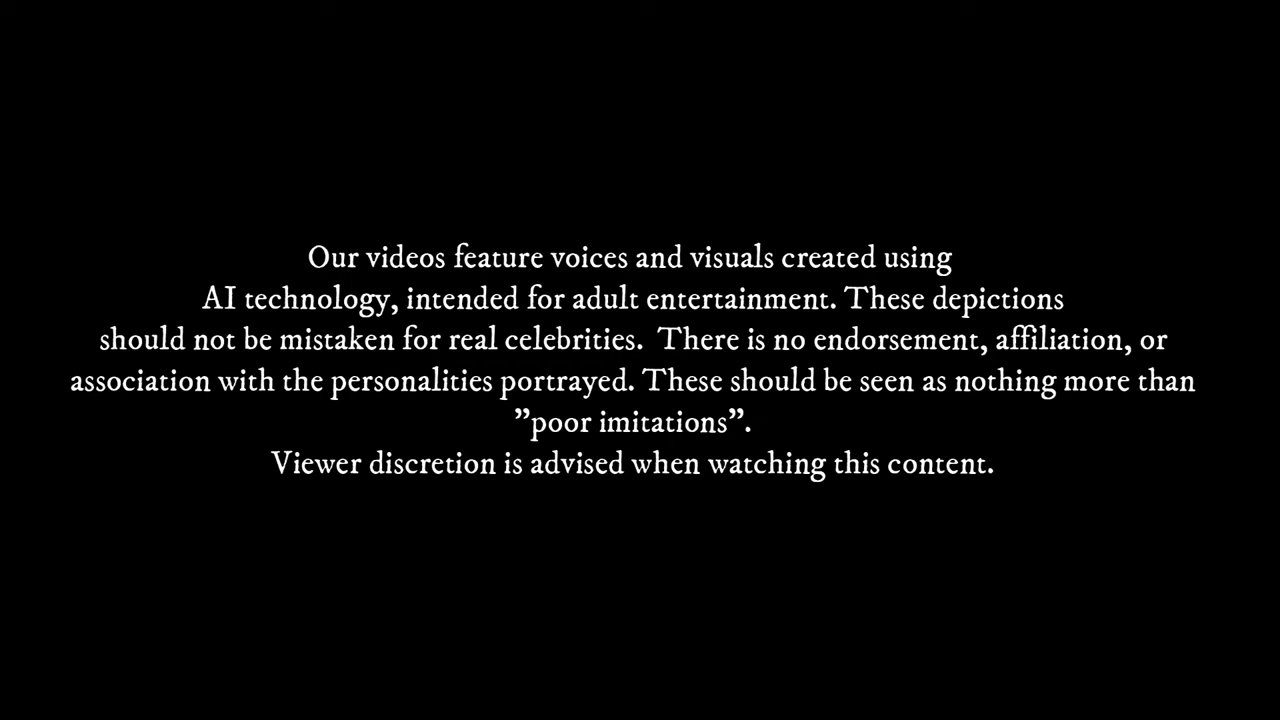 Our videos feature voices and visuals created using
AI technology, intended for adult entertainment. These depictions
should not be mistaken for real celebrities.  There is no endorsement, affiliation, or
association with the personalities portrayed. These should be seen as nothing more than
"poor imitations".
Viewer discretion is advised when watching this content.